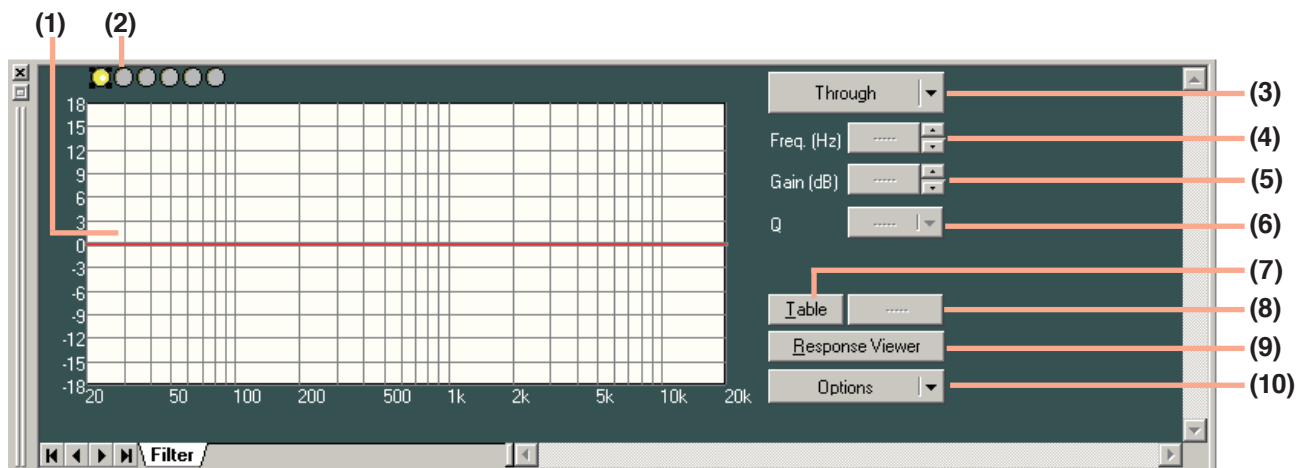 (1) (2)
18
15
12
9
6
3
0
-3
-6
-9
-12
-15
-18
20 50 100 200 500 1k 2k 5k 10k 20k
Through (3)
Freq. (Hz) ----- (4)
Gain (dB) ----- (5)
Q ----- (6)
(7)
Table ----- (8)
Response Viewer (9)
Options (10)
Filter